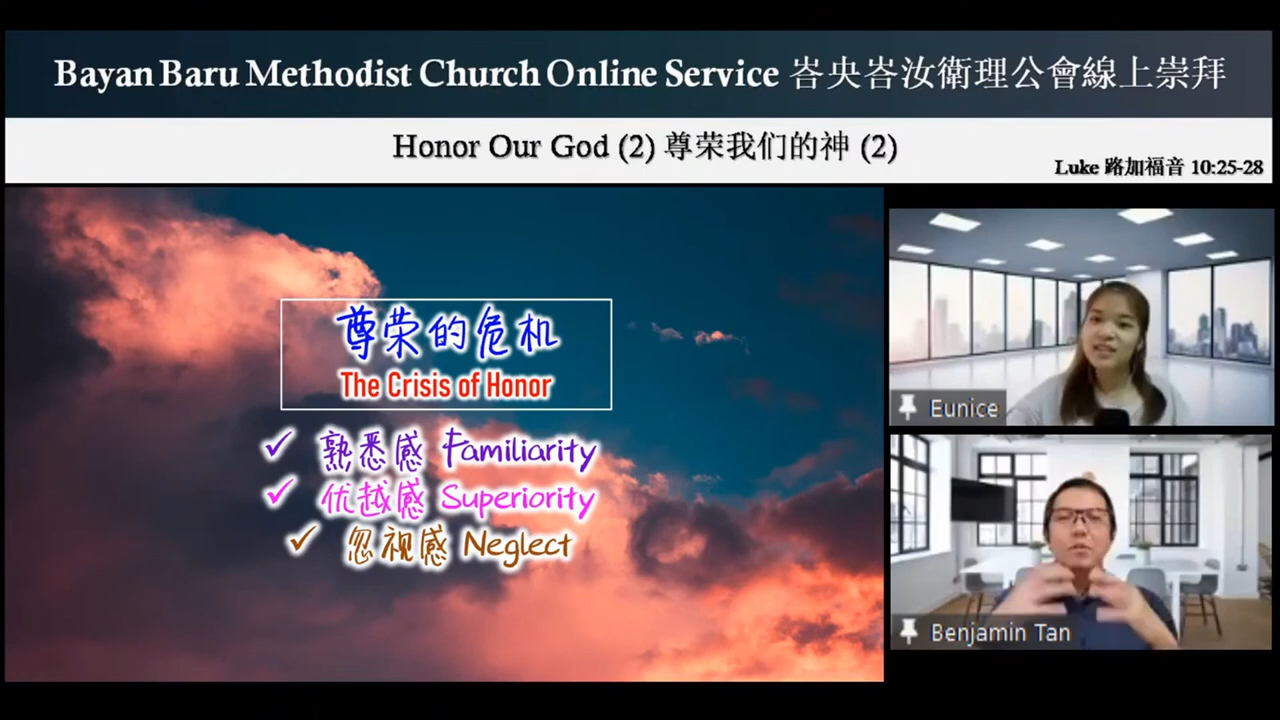 Bayan Baru Methodist Church Online Service 峇央峇汝衛理公會線上崇拜
Honor Our God (2) 尊荣我们的神 (2)
Luke 路加福音 10:25-28
尊荣的危机
The Crisis of Honor
✓ 熟悉感 Familiarity
✓ 优越感 Superiority
✓ 忽视感 Neglect
Eunice
Benjamin Tan